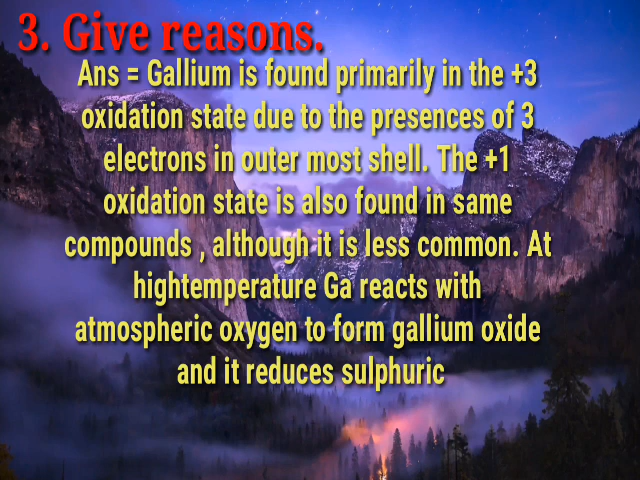 3. Give reasons.
Ans = Gallium is found primarily in the +3
oxidation state due to the presences of 3
electrons in outer most shell. The +1
oxidation state is also found in same
compounds , although it is less common. At
hightemperature Ga reacts with
atmospheric oxygen to form gallium oxide
and it reduces sulphuric